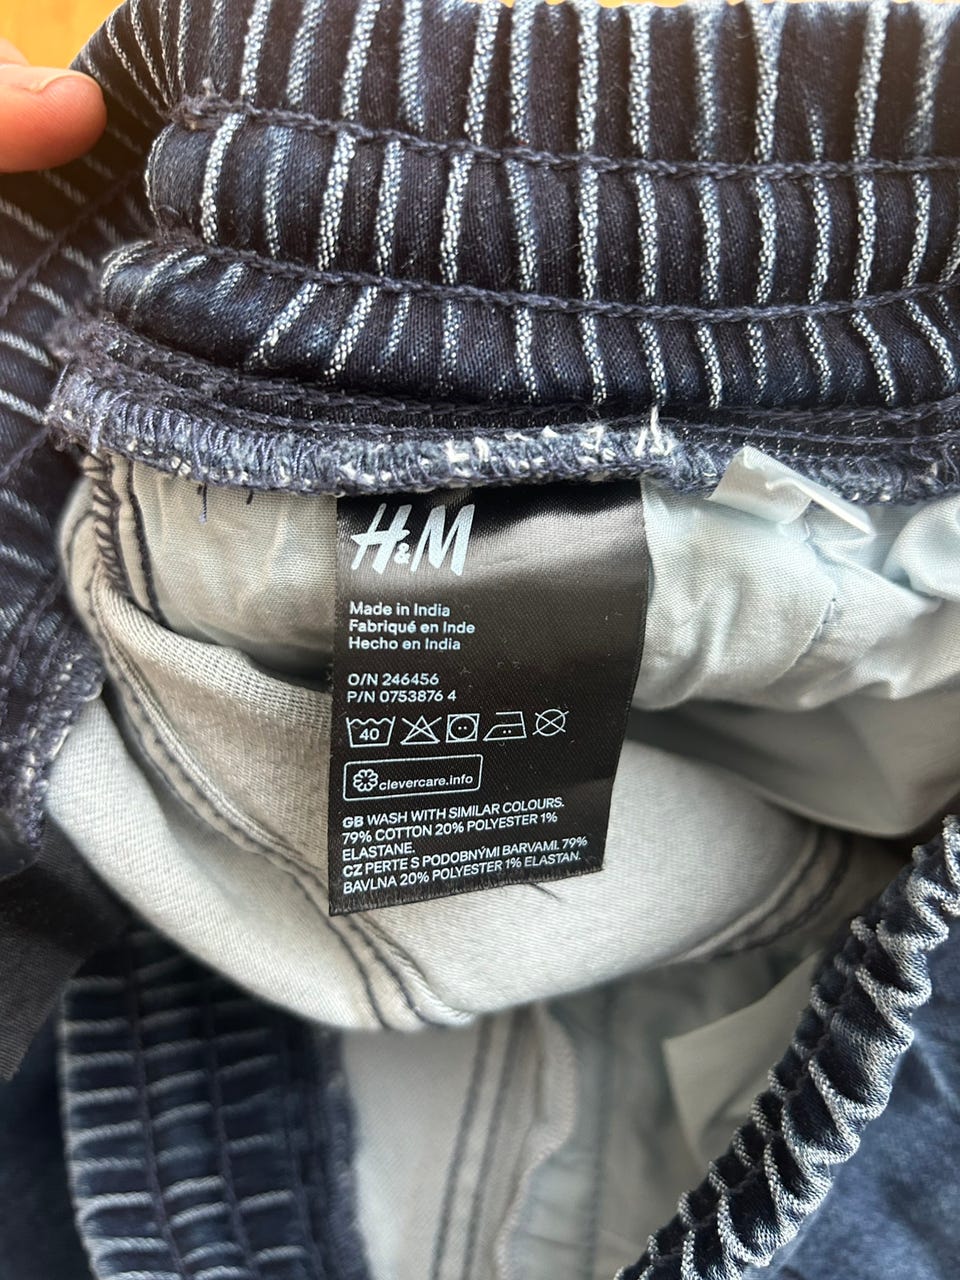 H&M
Made in India
Fabriqué en Inde
Hecho en India
O/N 246456
P/N 0753876 4
40
clevercare.info
GB WASH WITH SIMILAR COLOURS.
79% COTTON 20% POLYESTER 1%
ELASTANE.
CZ PERTE S PODOBNÝMI BARVAMI. 79%
BAVLNA 20% POLYESTER 1% ELASTAN.